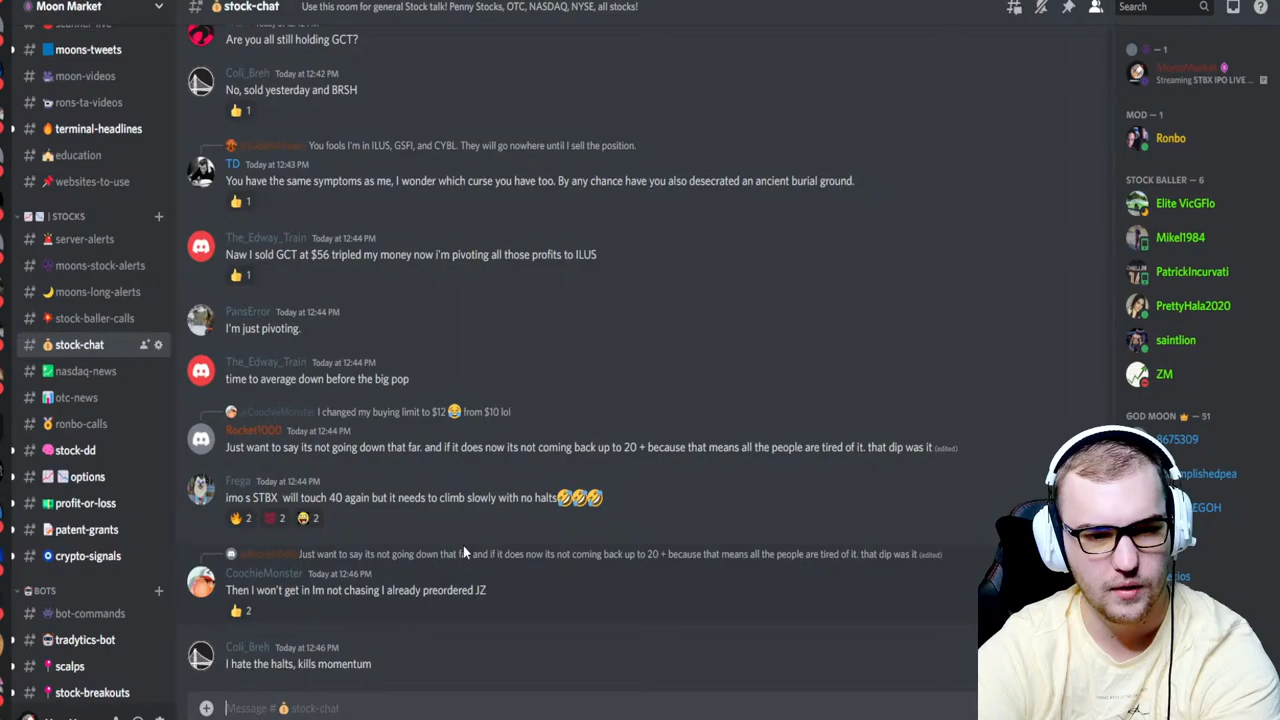 Moon Market
scanner-live
moons-tweets
moon-videos
rons-ta-videos
terminal-headlines
education
websites-to-use
STOCKS
server-alerts
moons-stock-alerts
moons-long-alerts
stock-baller-calls
stock-chat
nasdaq-news
otc-news
ronbo-calls
stock-dd
options
profit-or-loss
patent-grants
crypto-signals
BOTS
bot-commands
tradytics-bot
scalps
stock-breakouts
stock-chat Use this room for general Stock talk! Penny Stocks, OTC, NASDAQ, NYSE, all stocks!
Search
Are you all still holding GCT?
Coli_Breh Today at 12:42 PM
No, sold yesterday and BRSH
1
You fools I'm in ILUS, GSFI, and CYBL. They will go nowhere until I sell the position.
TD Today at 12:43 PM
You have the same symptoms as me, I wonder which curse you have too. By any chance have you also desecrated an ancient burial ground.
1
The_Edway_Train Today at 12:44 PM
Naw I sold GCT at $56 tripled my money now i'm pivoting all those profits to ILUS
1
PansError Today at 12:44 PM
I'm just pivoting.
The_Edway_Train Today at 12:44 PM
time to average down before the big pop
@CoochieMonster I changed my buying limit to $12 😂 from $10 lol
Rocket1000 Today at 12:44 PM
Just want to say its not going down that far. and if it does now its not coming back up to 20 + because that means all the people are tired of it. that dip was it (edited)
Frega Today at 12:44 PM
imo s STBX will touch 40 again but it needs to climb slowly with no halts🤣🤣🤣
2 2 2
Just want to say its not going down that and if it does now its not coming back up to 20 + because that means all the people are tired of it. that dip was it (edited)
CoochieMonster Today at 12:46 PM
Then I won't get in Im not chasing I already preordered JZ
2
Coli_Breh Today at 12:46 PM
I hate the halts, kills momentum
Message # stock-chat
— 1
MoonMarket
Streaming STBX IPO LIVE ...
MOD — 1
Ronbo
STOCK BALLER — 6
Elite VicGFlo
Mikel1984
PatrickIncurvati
PrettyHala2020
saintlion
ZM
GOD MOON — 51
8675309
mplishedpea
EGOH